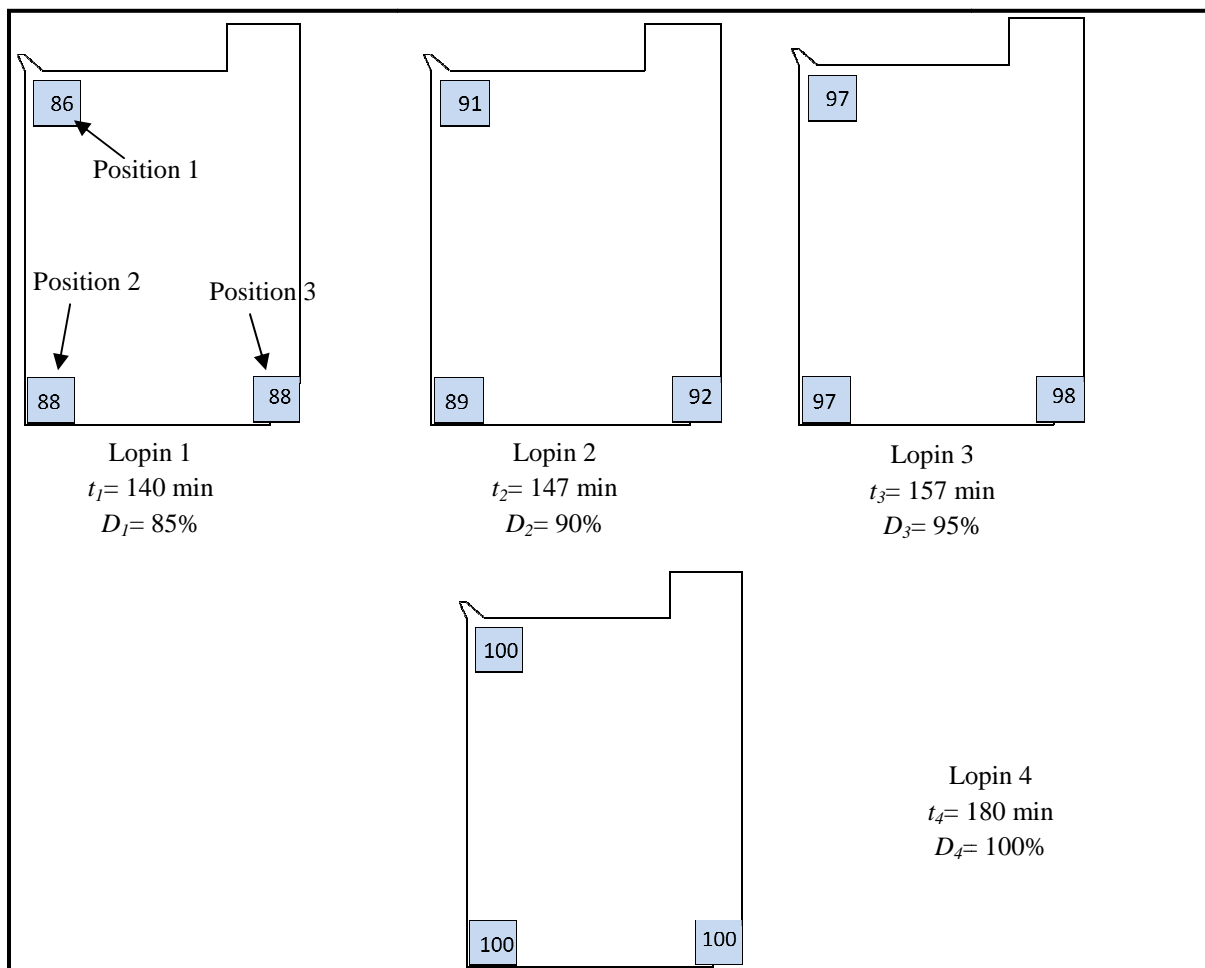 86
91
97
Position 1
Position 2
Position 3
88
88
89
92
97
98
Lopin 1
t1= 140 min
D1= 85%
Lopin 2
t2= 147 min
D2= 90%
Lopin 3
t3= 157 min
D3= 95%
100
Lopin 4
t4= 180 min
D4= 100%
100
100